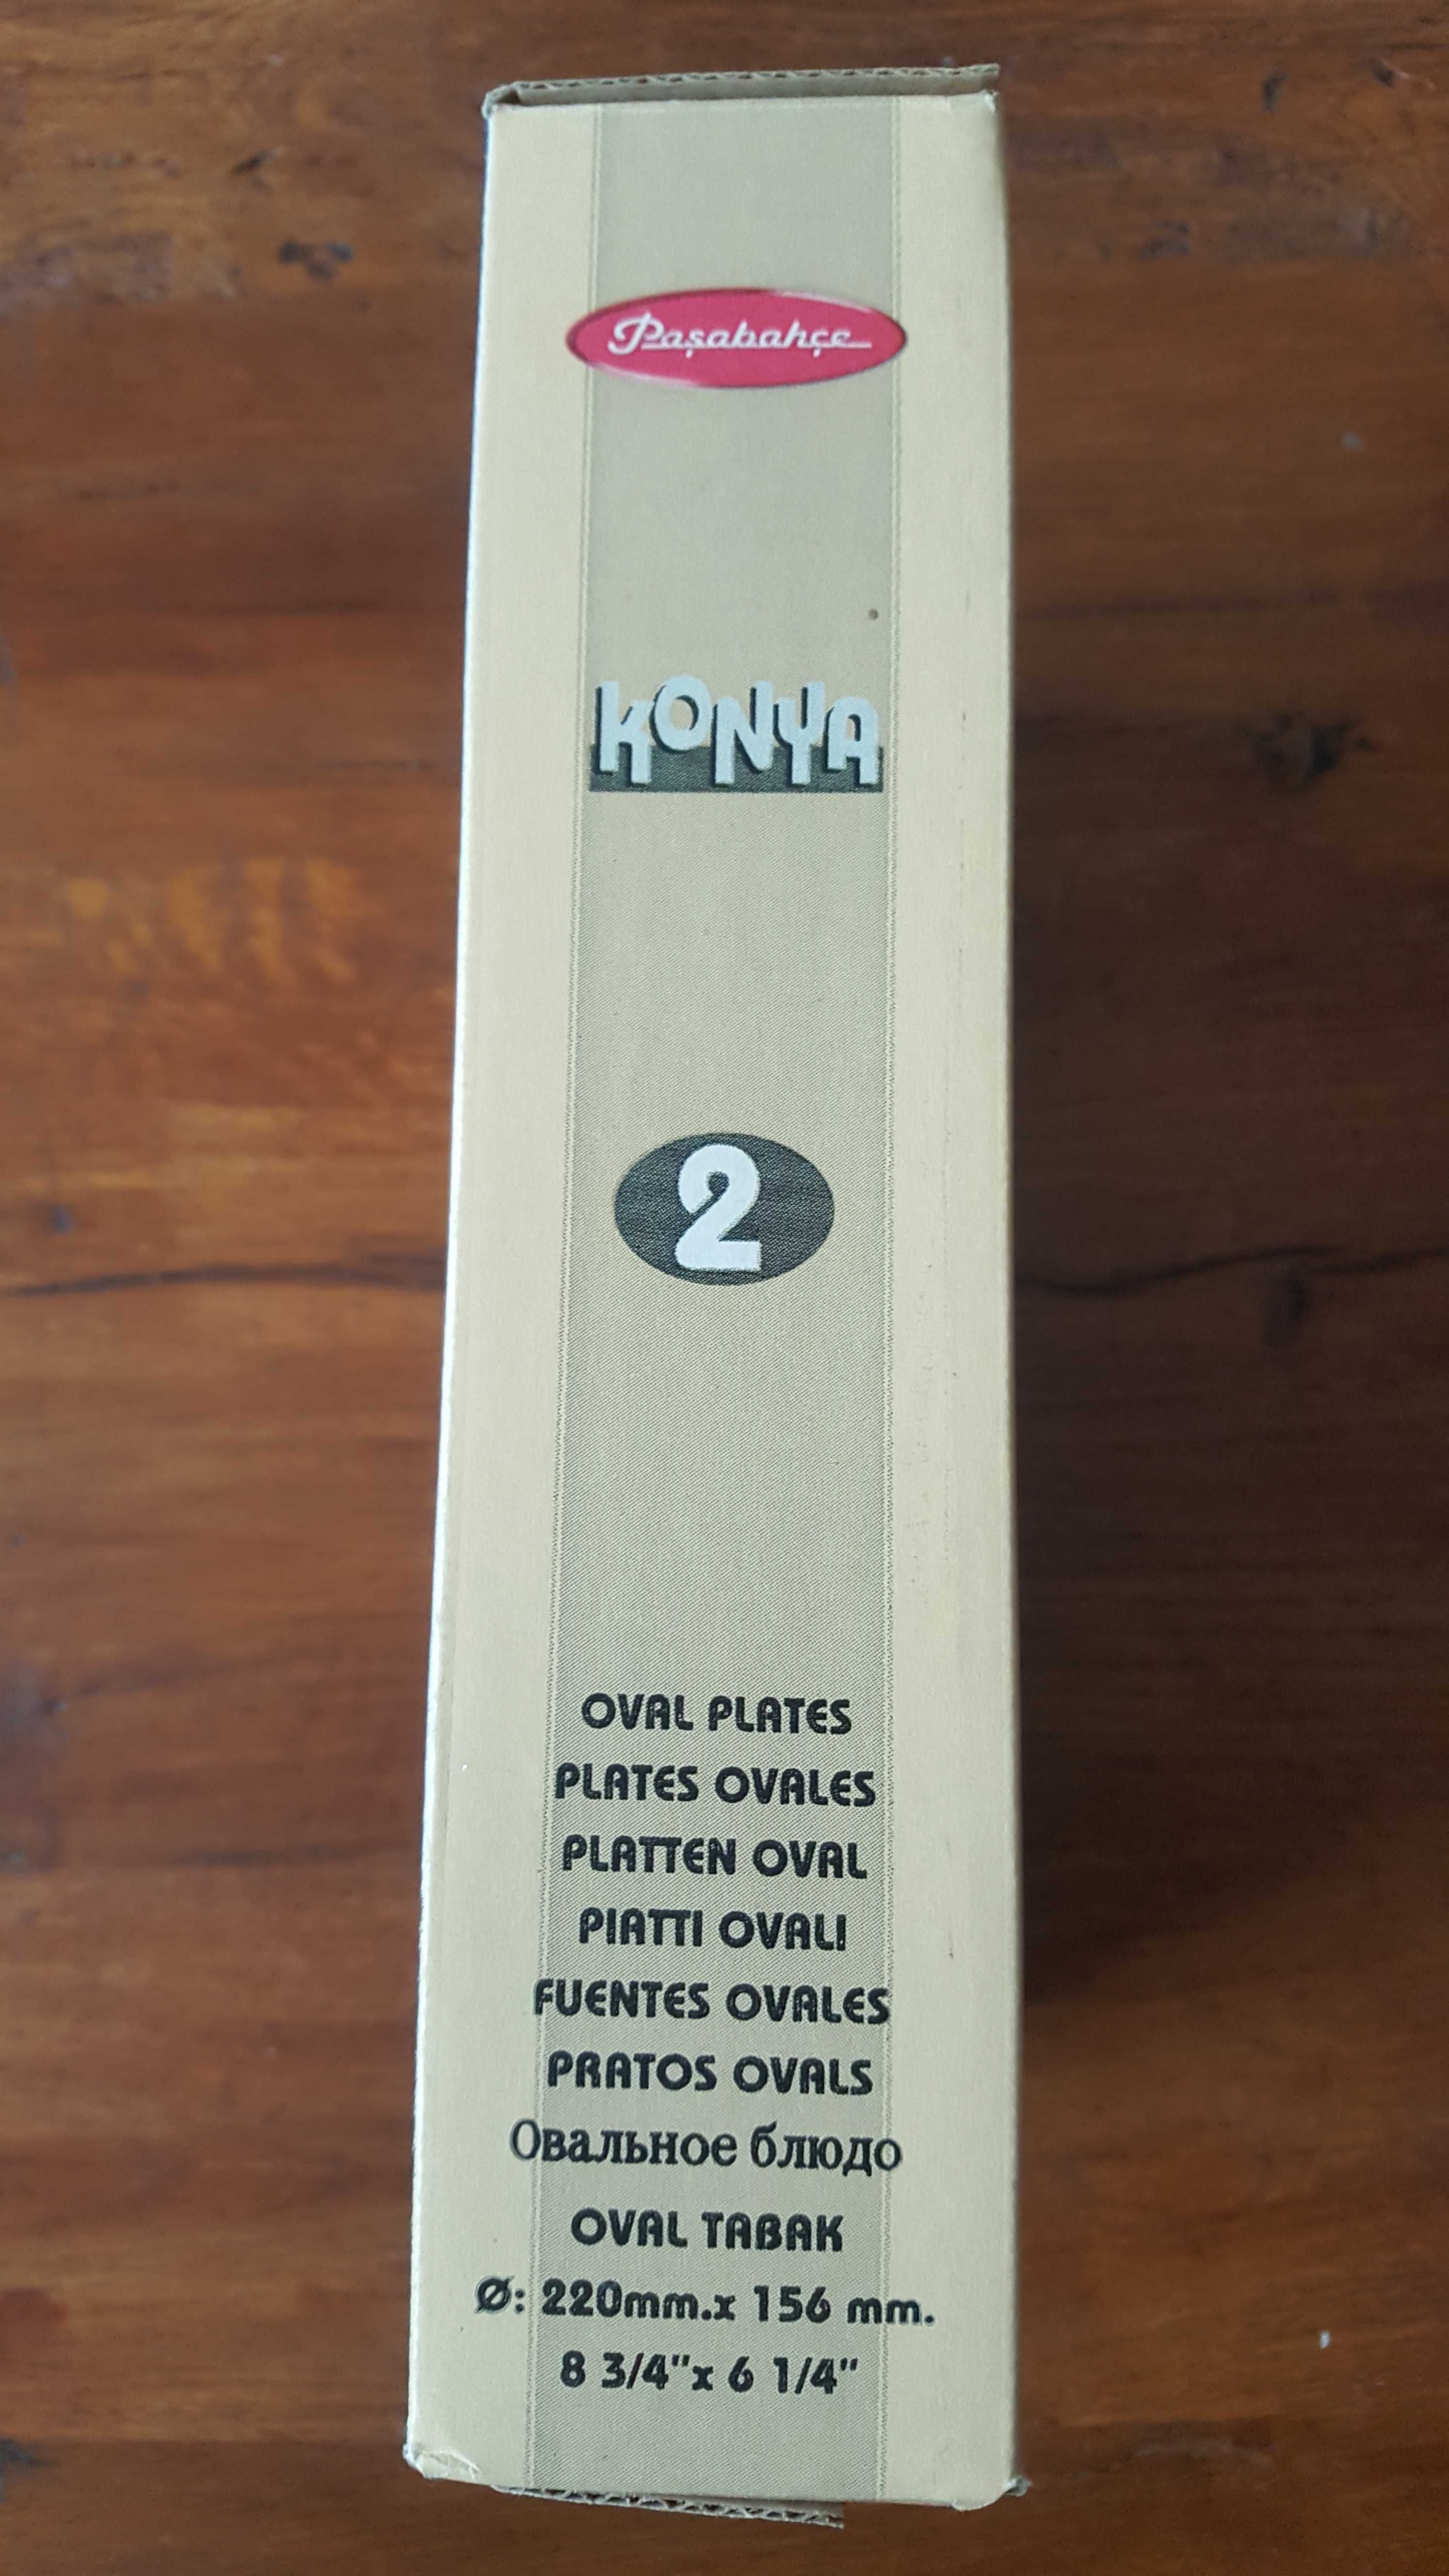 Paşabahçe
KONYA
2
OVAL PLATES
PLATES OVALES
PLATTEN OVAL
PIATTI OVALI
FUENTES OVALES
PRATOS OVALS
Овальное блюдо
OVAL TABAK
Ø: 220mm.x 156 mm.
8 3/4"x 6 1/4"